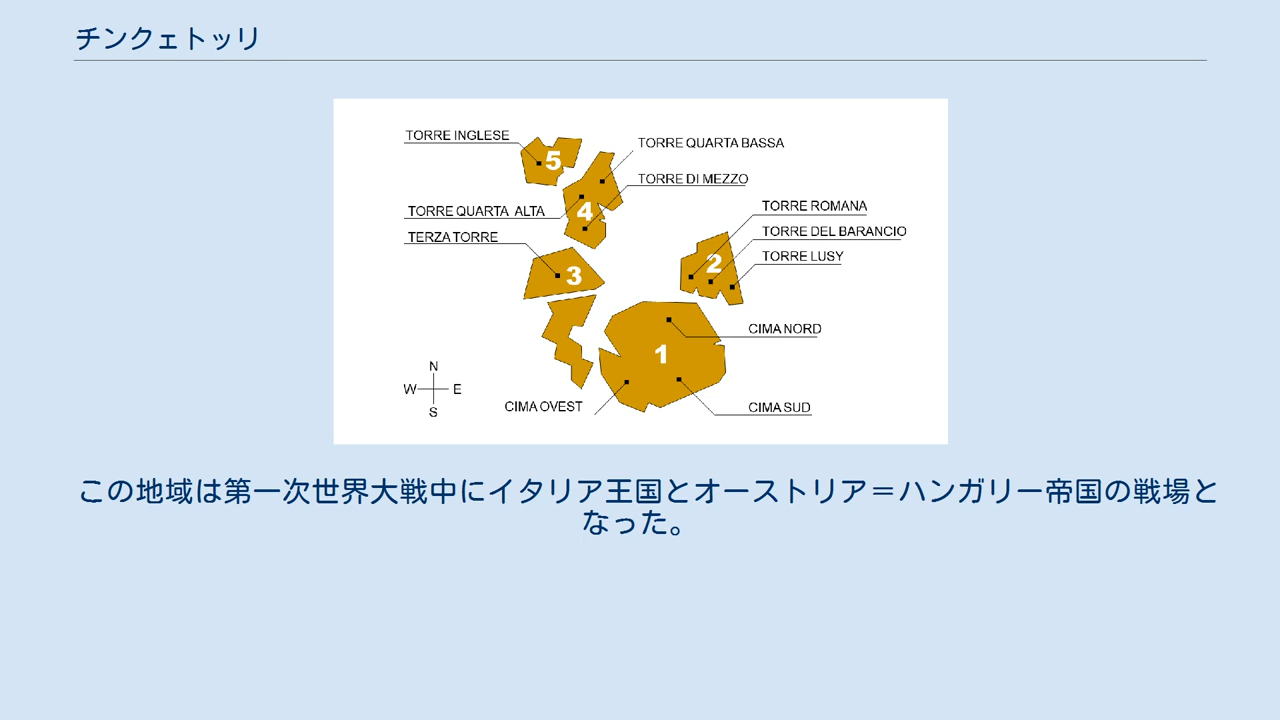 チンクェトッリ
TORRE INGLESE
5
TORRE QUARTA BASSA
TORRE DI MEZZO
TORRE QUARTA ALTA
4
TORRE ROMANA
TERZA TORRE
TORRE DEL BARANCIO
3
2
TORRE LUSY
CIMA NORD
1
N
W E
S
CIMA OVEST
CIMA SUD
この地域は第一次世界大戦中にイタリア王国とオーストリア＝ハンガリー帝国の戦場と
なった。